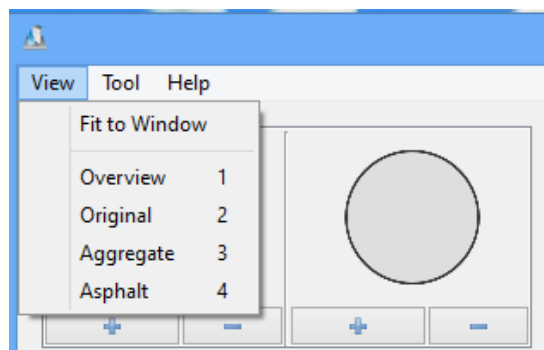 View Tool Help
Fit to Window
Overview 1
Original 2
Aggregate 3
Asphalt 4